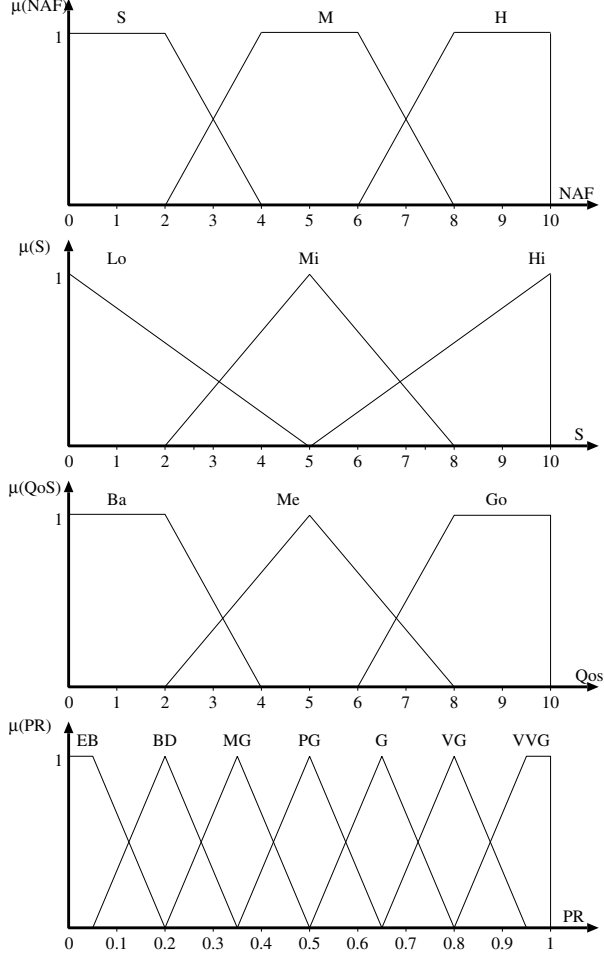 μ(NAF)
S M H
1
NAF
0 1 2 3 4 5 6 7 8 9 10
μ(S)
Lo Mi Hi
1
S
0 1 2 3 4 5 6 7 8 9 10
μ(QoS)
Ba Me Go
1
Qos
0 1 2 3 4 5 6 7 8 9 10
μ(PR)
EB BD MG PG G VG VVG
1
PR
0 0.1 0.2 0.3 0.4 0.5 0.6 0.7 0.8 0.9 1